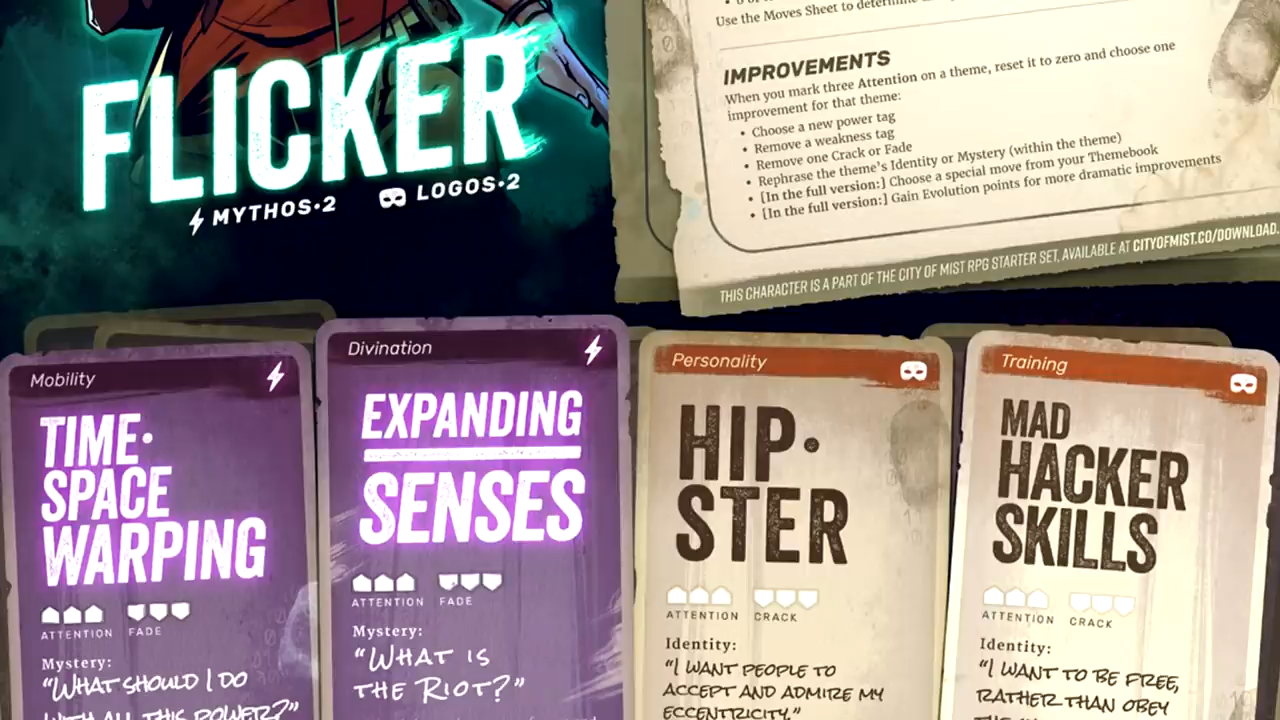 FLICKER
MYTHOS·2 LOGOS·2
Use the Moves Sheet to
IMPROVEMENTS
When you mark three Attention on a theme, reset it to zero and choose one
improvement for that theme:
• Choose a new power tag
• Remove a weakness tag
• Remove one Crack or Fade
• Rephrase the theme's Identity or Mystery (within the theme)
• [In the full version:] Choose a special move from your Themebook
• [In the full version:] Gain Evolution points for more dramatic improvements
THIS CHARACTER IS A PART OF THE CITY OF MIST RPG STARTER SET, AVAILABLE AT CITYOFMIST.CO/DOWNLOAD.
Mobility
TIME·
SPACE
WARPING
ATTENTION FADE
Mystery:
"WHAT SHOULD I DO
WITH ALL THIS POWER?"
Divination
EXPANDING
SENSES
ATTENTION FADE
Mystery:
"WHAT IS
THE RIOT?"
Personality
HIP·
STER
ATTENTION CRACK
Identity:
"I WANT PEOPLE TO
ACCEPT AND ADMIRE MY
ECCENTRICITY."
Training
MAD
HACKER
SKILLS
ATTENTION CRACK
Identity:
"I WANT TO BE FREE,
RATHER THAN OBEY